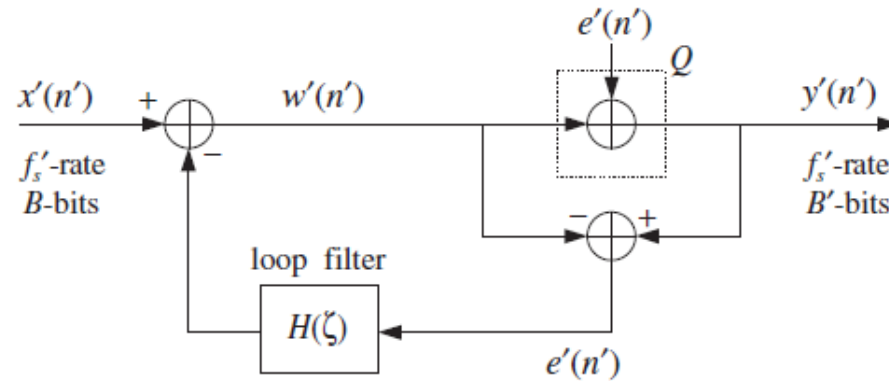 e′(n′)
Q
x′(n′) + w′(n′) y′(n′)
−
f_s′-rate f_s′-rate
B-bits B′-bits
− +
loop filter
H(ζ)
e′(n′)